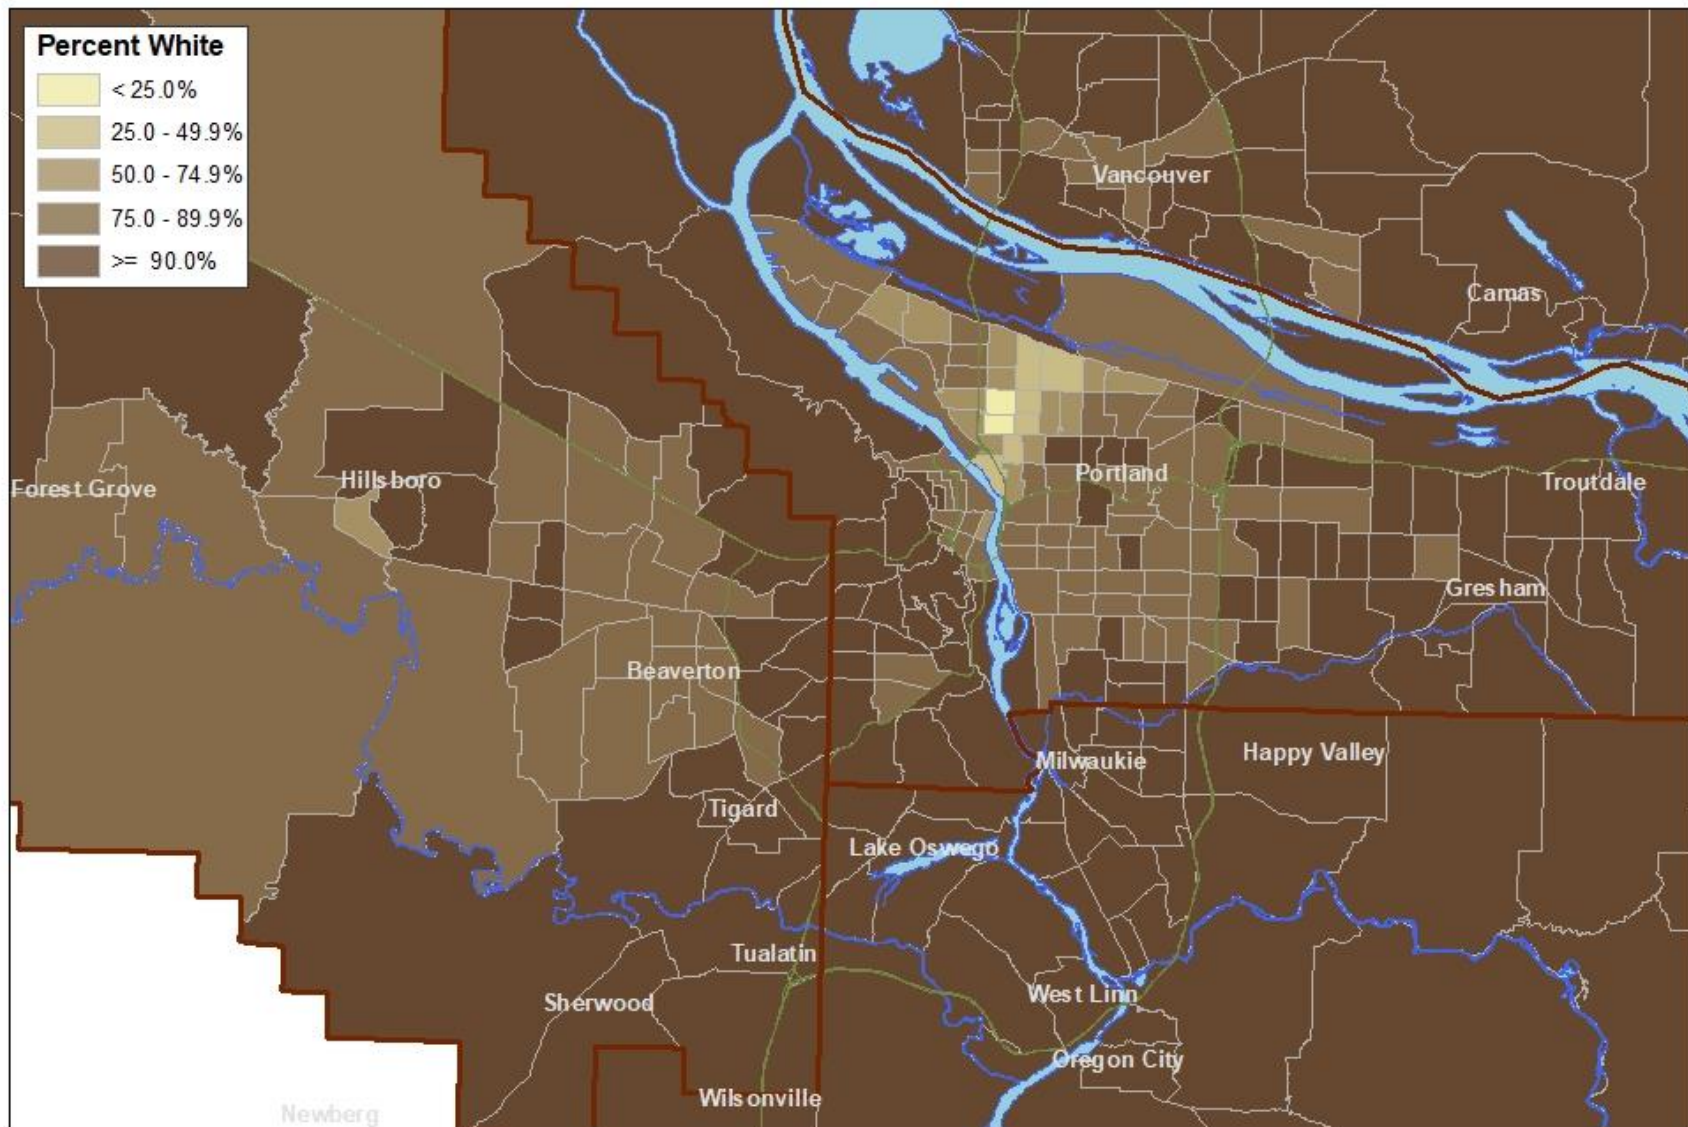 Percent White
< 25.0%
25.0 - 49.9%
50.0 - 74.9%
75.0 - 89.9%
>= 90.0%
Vancouver
Camas
Forest Grove
Hillsboro
Portland
Troutdale
Gresham
Beaverton
Milwaukie
Happy Valley
Tigard
Lake Oswego
Tualatin
Sherwood
West Linn
Oregon City
Wilsonville
Newberg